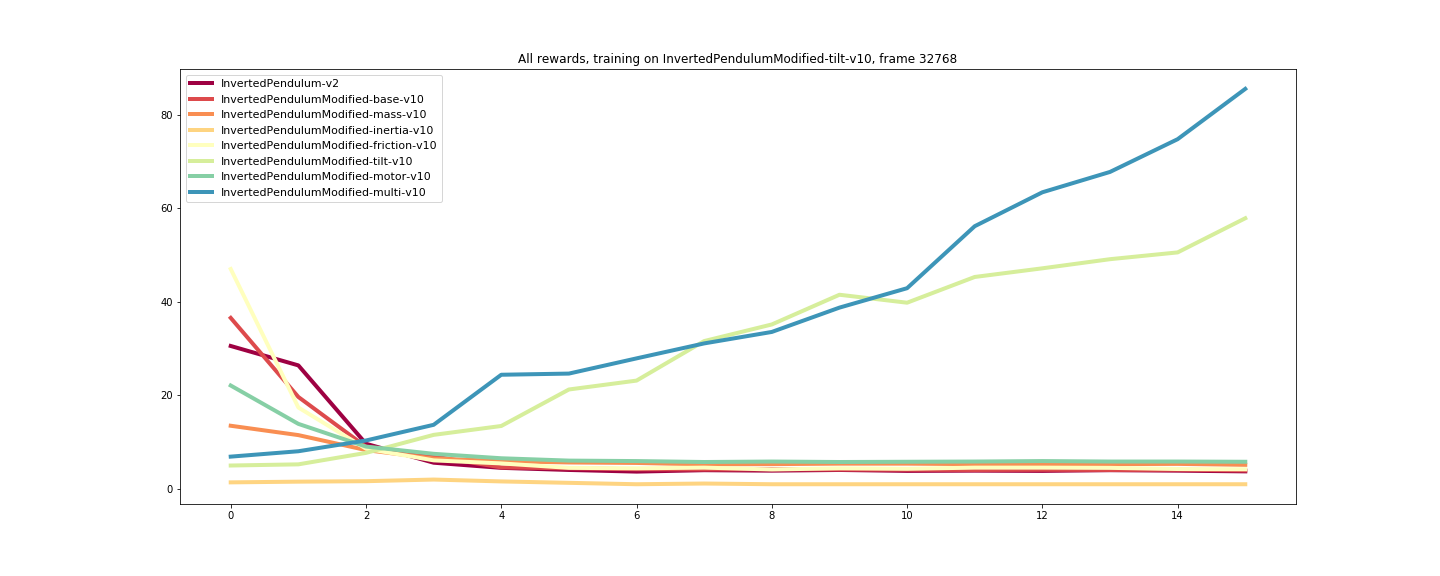 All rewards, training on InvertedPendulumModified-tilt-v10, frame 32768
InvertedPendulum-v2
InvertedPendulumModified-base-v10
InvertedPendulumModified-mass-v10
InvertedPendulumModified-inertia-v10
InvertedPendulumModified-friction-v10
InvertedPendulumModified-tilt-v10
InvertedPendulumModified-motor-v10
InvertedPendulumModified-multi-v10
80
60
40
20
0
0 2 4 6 8 10 12 14